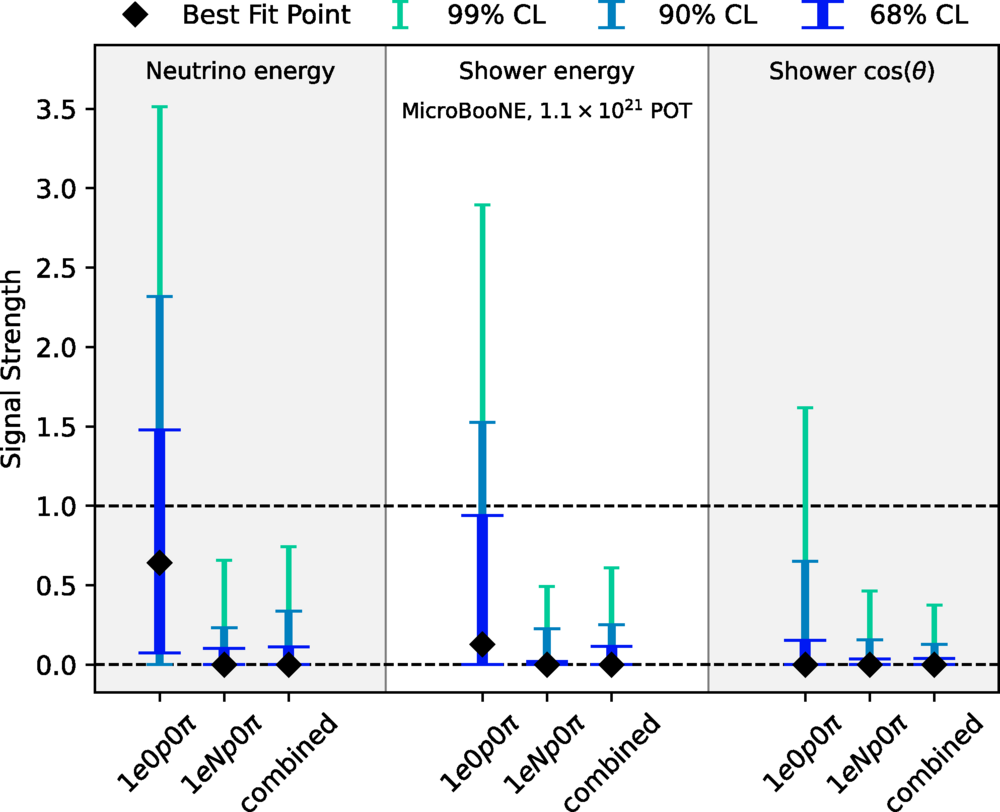 Best Fit Point 99% CL 90% CL 68% CL
Neutrino energy Shower energy Shower cos(θ)
MicroBooNE, 1.1 × 10²¹ POT
Signal Strength
3.5
3.0
2.5
2.0
1.5
1.0
0.5
0.0
1e0p0π 1eNp0π combined 1e0p0π 1eNp0π combined 1e0p0π 1eNp0π combined